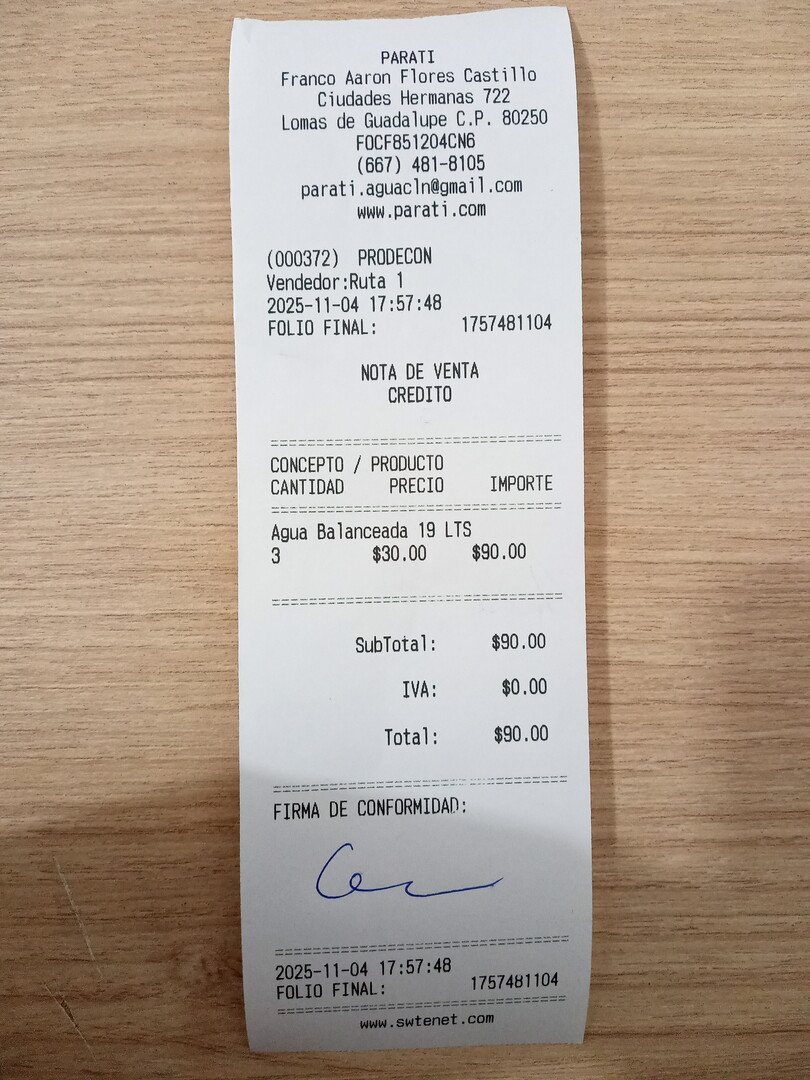 PARATI
Franco Aaron Flores Castillo
Ciudades Hermanas 722
Lomas de Guadalupe C.P. 80250
FOCF851204CN6
(667) 481-8105
parati.aguacln@gmail.com
www.parati.com
(000372) PRODECON
Vendedor:Ruta 1
2025-11-04 17:57:48
FOLIO FINAL: 1757481104
NOTA DE VENTA
CREDITO
CONCEPTO / PRODUCTO
CANTIDAD PRECIO IMPORTE
Agua Balanceada 19 LTS
3 $30.00 $90.00
SubTotal: $90.00
IVA: $0.00
Total: $90.00
FIRMA DE CONFORMIDAD:
2025-11-04 17:57:48
FOLIO FINAL: 1757481104
www.swtenet.com